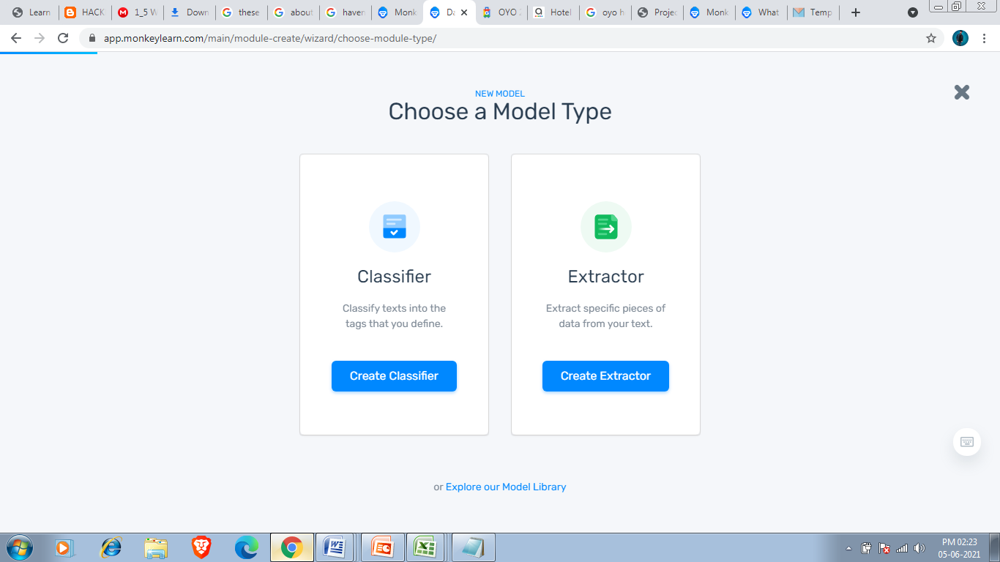 Learn
HACK
1_5 W
Down
these
about
haven
Monk
Da
OYO 2
Hotel
oyo h
Projec
Monk
What
Temp
app.monkeylearn.com/main/module-create/wizard/choose-module-type/
NEW MODEL
Choose a Model Type
Classifier
Classify texts into the
tags that you define.
Create Classifier
Extractor
Extract specific pieces of
data from your text.
Create Extractor
or Explore our Model Library
PM 02:23
05-06-2021